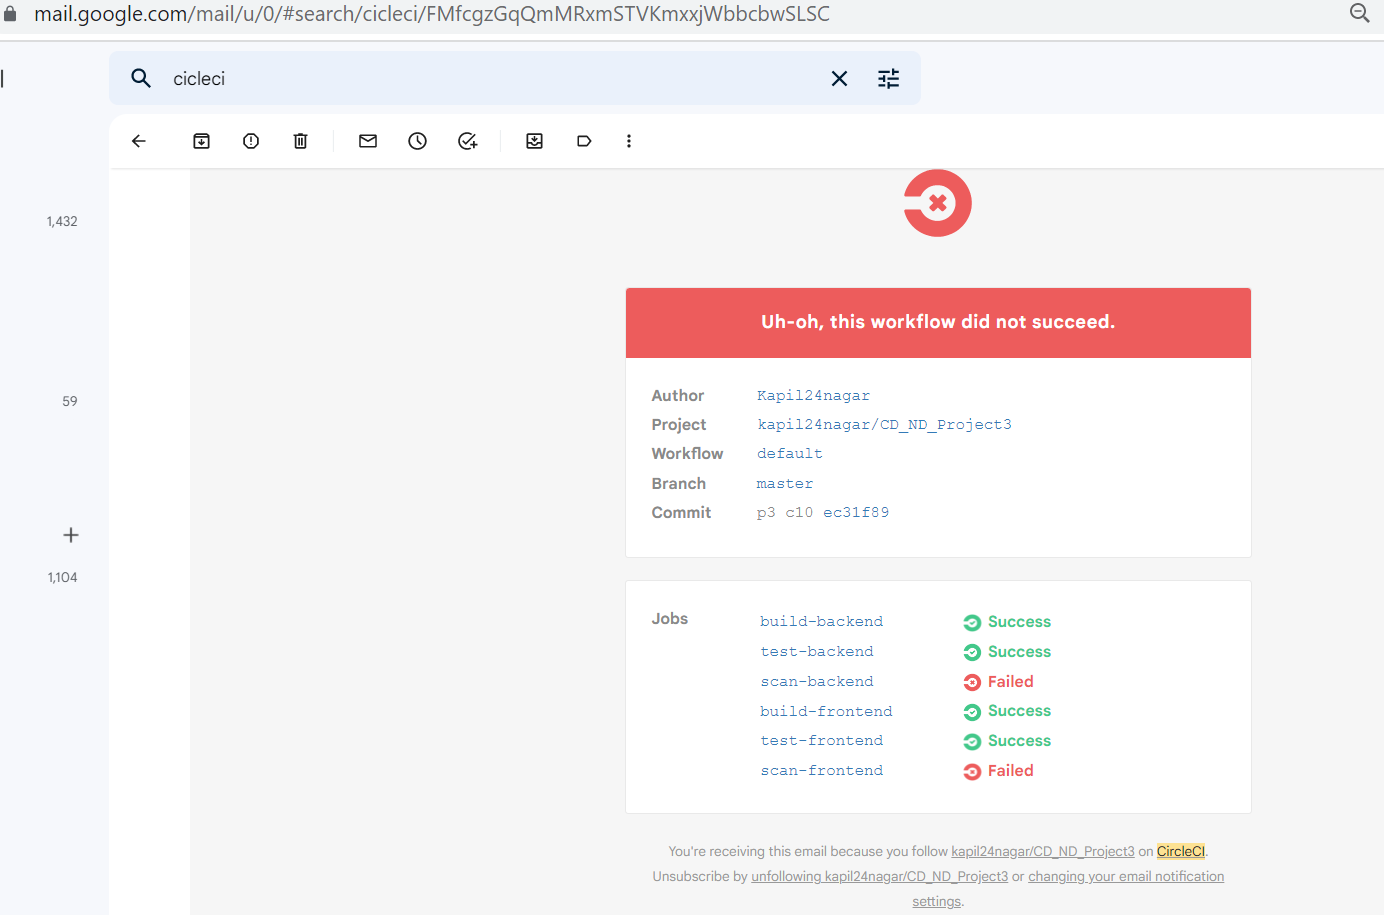 mail.google.com/mail/u/0/#search/cicleci/FMfcgzGqQmMRxmSTVKmxxjWbbcbwSLSC
cicleci
1,432
59
1,104
Uh-oh, this workflow did not succeed.
Author Kapil24nagar
Project kapil24nagar/CD_ND_Project3
Workflow default
Branch master
Commit p3 c10 ec31f89
Jobs build-backend Success
test-backend Success
scan-backend Failed
build-frontend Success
test-frontend Success
scan-frontend Failed
You're receiving this email because you follow kapil24nagar/CD_ND_Project3 on CircleCI.
Unsubscribe by unfollowing kapil24nagar/CD_ND_Project3 or changing your email notification
settings.